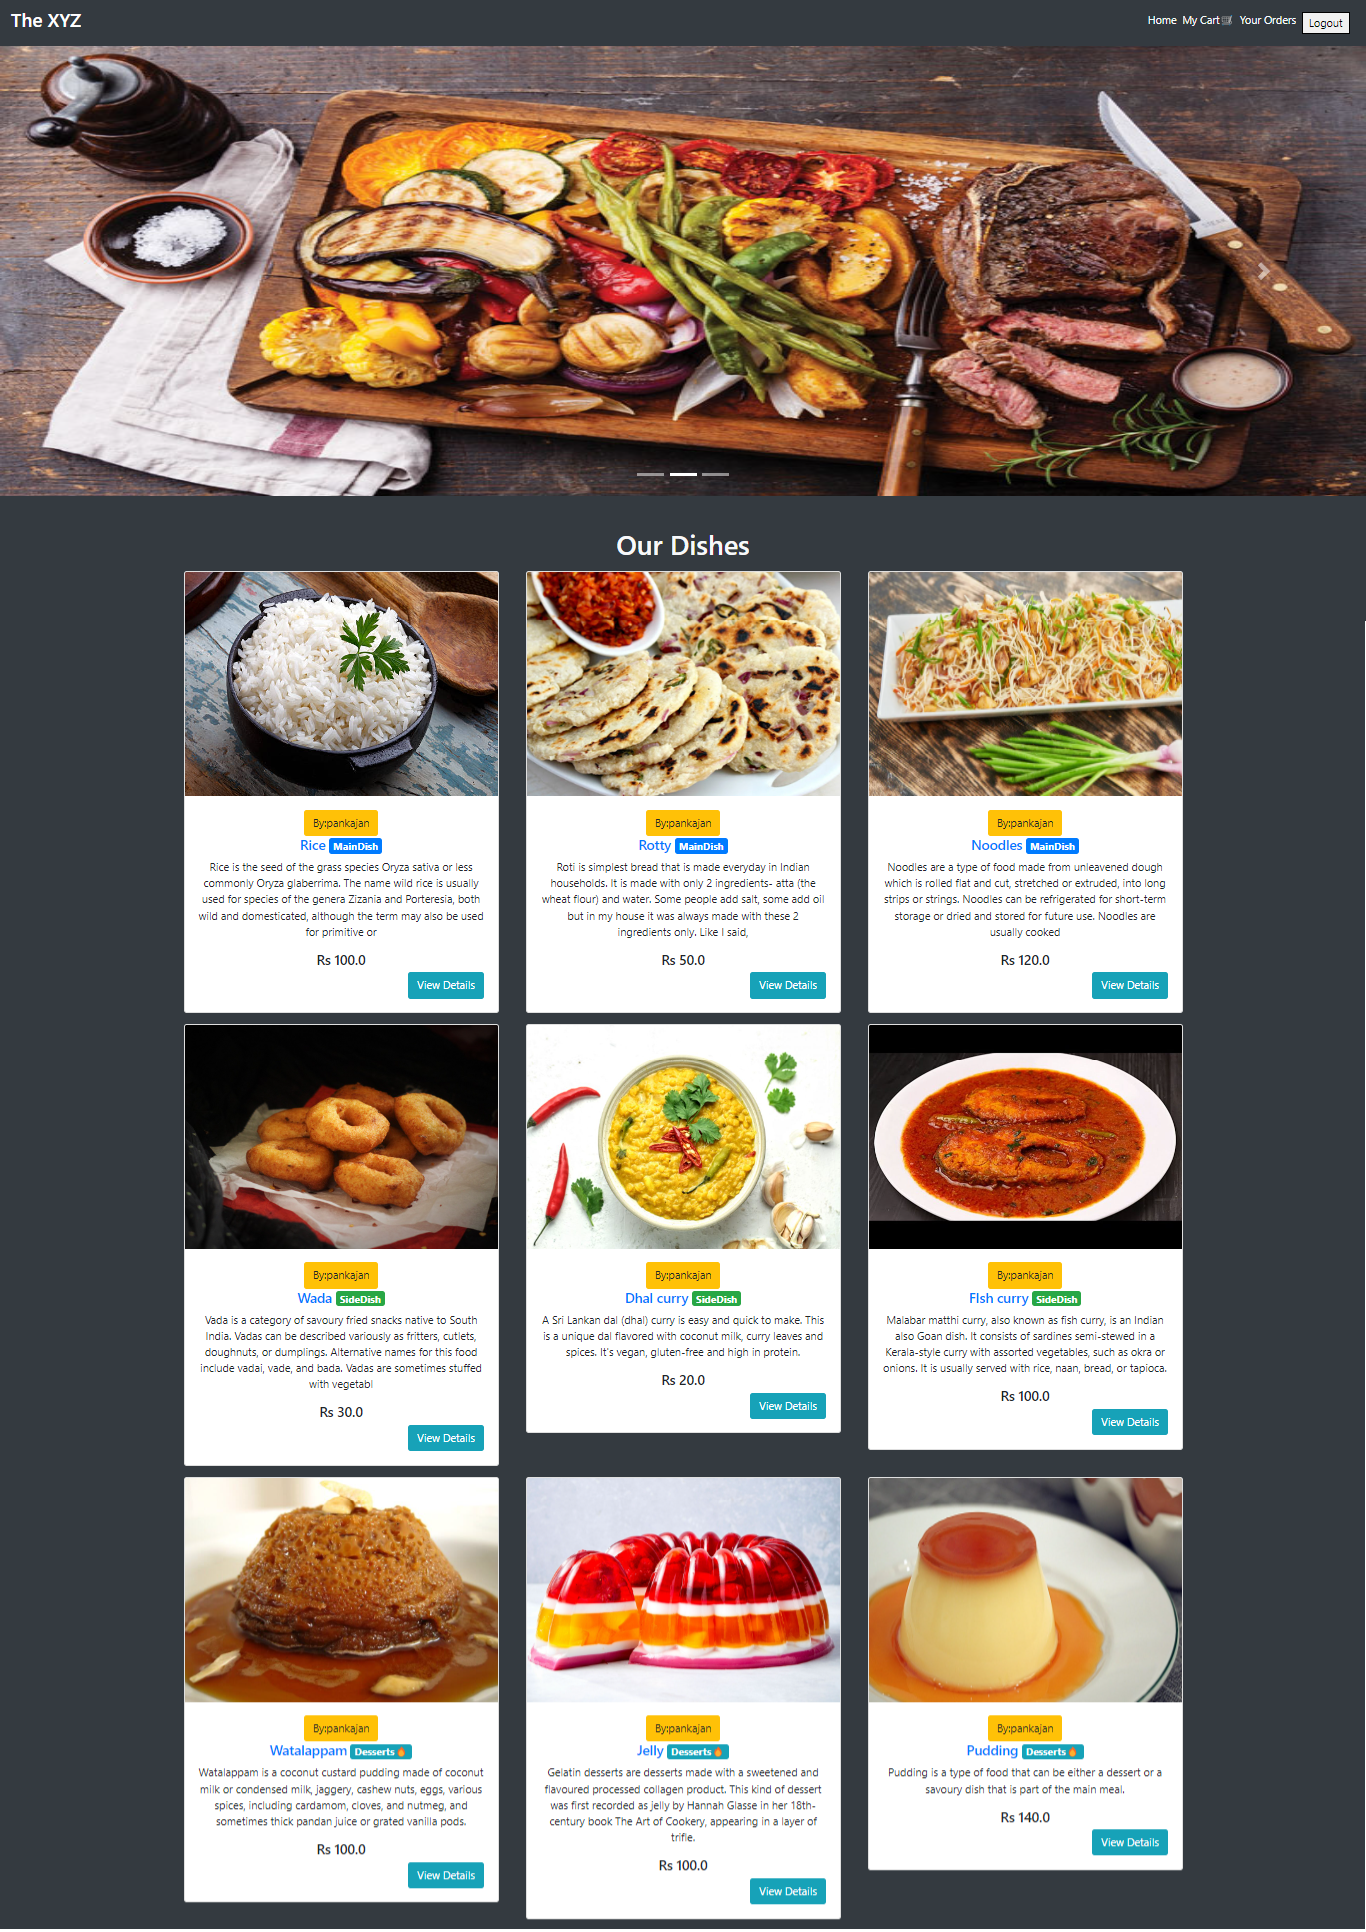 The XYZ
Home My Cart🛒 Your Orders Logout
Our Dishes
By:pankajan
Rice MainDish
Rice is the seed of the grass species Oryza sativa or less
commonly Oryza glaberrima. The name wild rice is usually
used for species of the genera Zizania and Porteresia, both
wild and domesticated, although the term may also be used
for primitive or
Rs 100.0
View Details
By:pankajan
Rotty MainDish
Roti is simplest bread that is made everyday in Indian
households. It is made with only 2 ingredients- atta (the
wheat flour) and water. Some people add salt, some add oil
but in my house it was always made with these 2
ingredients only. Like I said,
Rs 50.0
View Details
By:pankajan
Noodles MainDish
Noodles are a type of food made from unleavened dough
which is rolled flat and cut, stretched or extruded, into long
strips or strings. Noodles can be refrigerated for short-term
storage or dried and stored for future use. Noodles are
usually cooked
Rs 120.0
View Details
By:pankajan
Wada SideDish
Vada is a category of savoury fried snacks native to South
India. Vadas can be described variously as fritters, cutlets,
doughnuts, or dumplings. Alternative names for this food
include vadai, vade, and bada. Vadas are sometimes stuffed
with vegetabl
Rs 30.0
View Details
By:pankajan
Dhal curry SideDish
A Sri Lankan dal (dhal) curry is easy and quick to make. This
is a unique dal flavored with coconut milk, curry leaves and
spices. It's vegan, gluten-free and high in protein.
Rs 20.0
View Details
By:pankajan
FIsh curry SideDish
Malabar matthi curry, also known as fish curry, is an Indian
also Goan dish. It consists of sardines semi-stewed in a
Kerala-style curry with assorted vegetables, such as okra or
onions. It is usually served with rice, naan, bread, or tapioca.
Rs 100.0
View Details
By:pankajan
Watalappam Desserts🔥
Watalappam is a coconut custard pudding made of coconut
milk or condensed milk, jaggery, cashew nuts, eggs, various
spices, including cardamom, cloves, and nutmeg, and
sometimes thick pandan juice or grated vanilla pods.
Rs 100.0
View Details
By:pankajan
Jelly Desserts🔥
Gelatin desserts are desserts made with a sweetened and
flavoured processed collagen product. This kind of dessert
was first recorded as jelly by Hannah Glasse in her 18th-
century book The Art of Cookery, appearing in a layer of
trifle.
Rs 100.0
View Details
By:pankajan
Pudding Desserts🔥
Pudding is a type of food that can be either a dessert or a
savoury dish that is part of the main meal.
Rs 140.0
View Details